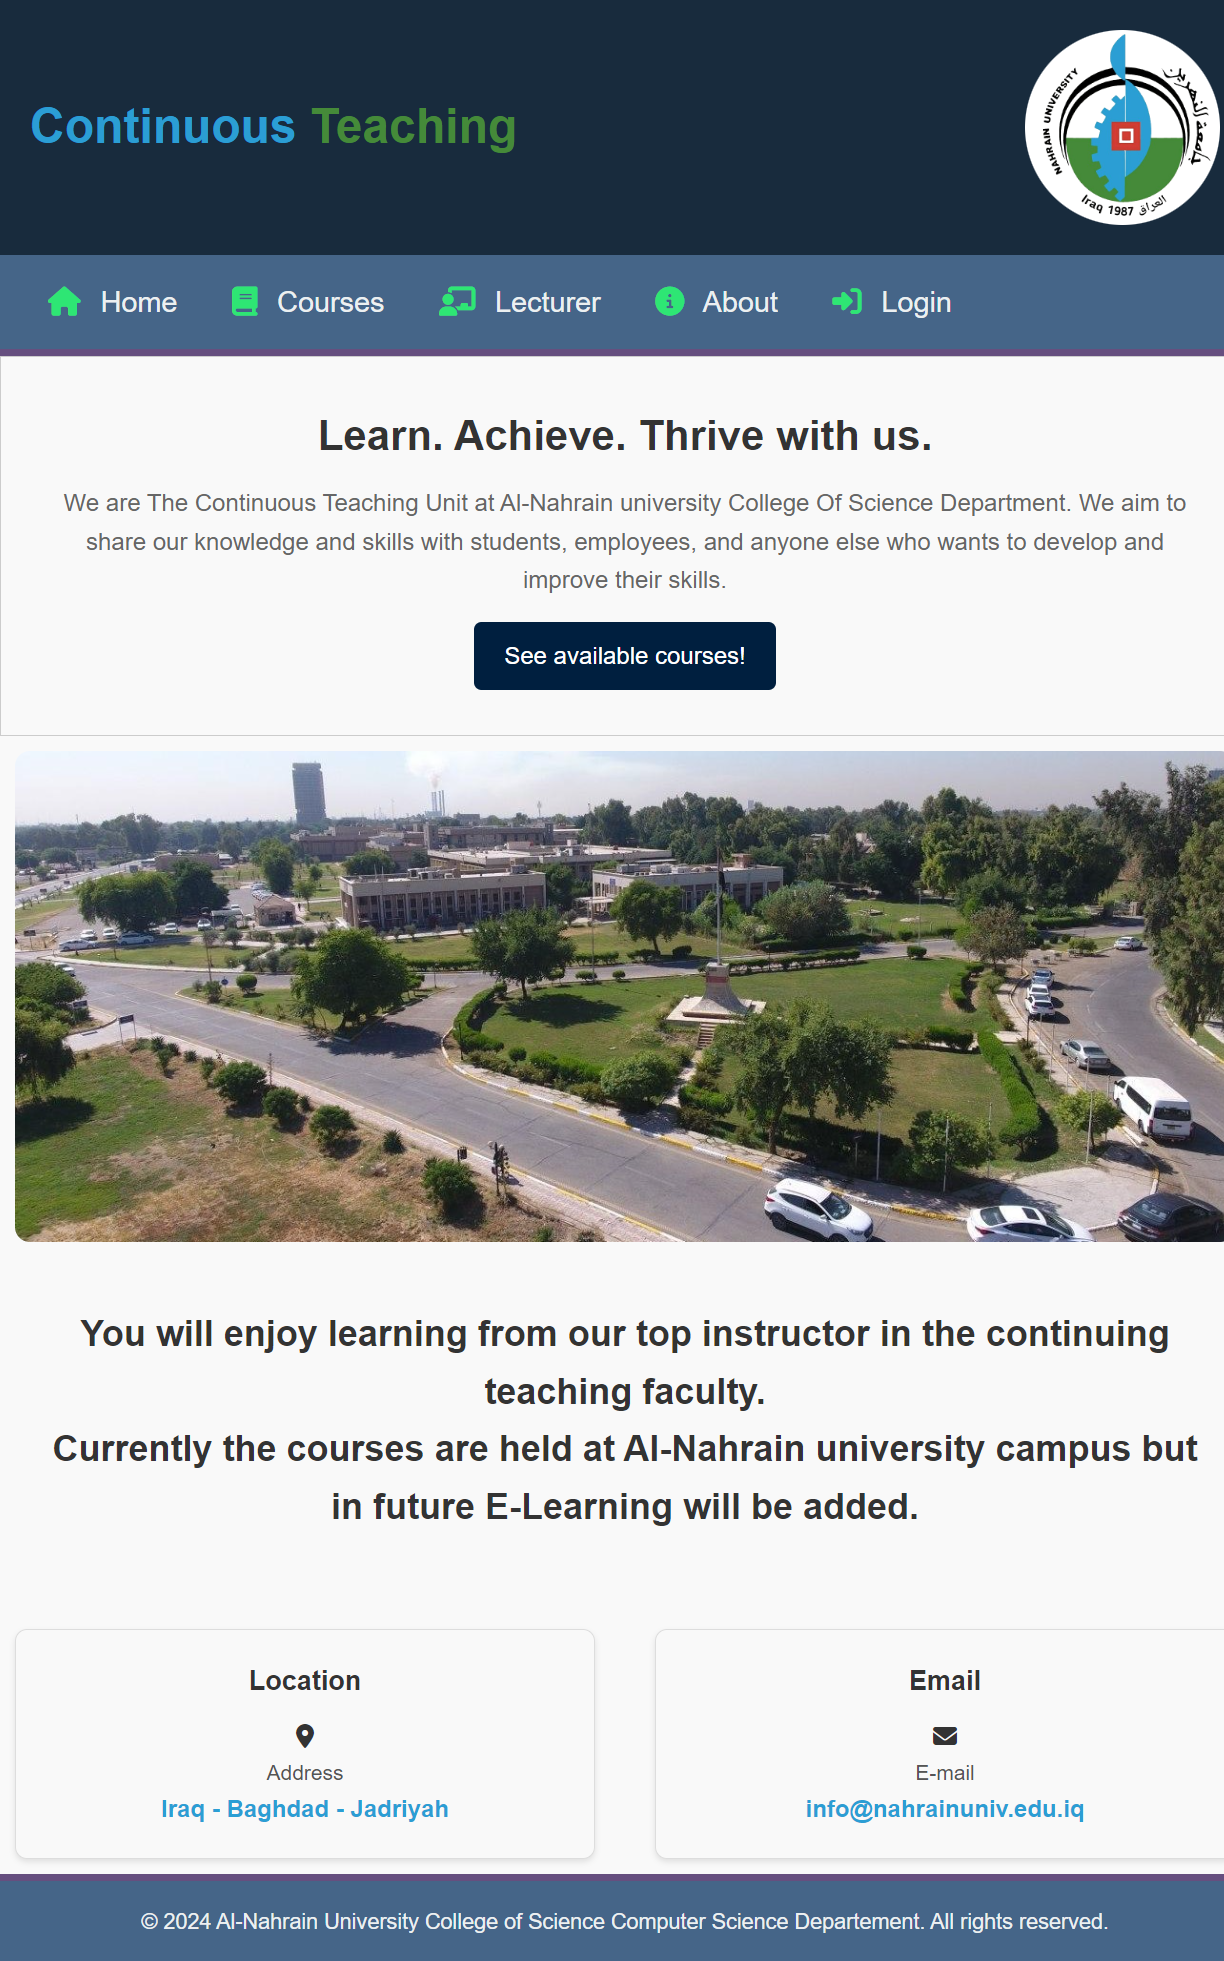 Continuous Teaching
NAHRAIN UNIVERSITY
جامعة النهرين
Iraq 1987 العراق
Home
Courses
Lecturer
About
Login
Learn. Achieve. Thrive with us.
We are The Continuous Teaching Unit at Al-Nahrain university College Of Science Department. We aim to
share our knowledge and skills with students, employees, and anyone else who wants to develop and
improve their skills.
See available courses!
You will enjoy learning from our top instructor in the continuing
teaching faculty.
Currently the courses are held at Al-Nahrain university campus but
in future E-Learning will be added.
Location
Address
Iraq - Baghdad - Jadriyah
Email
E-mail
info@nahrainuniv.edu.iq
© 2024 Al-Nahrain University College of Science Computer Science Departement. All rights reserved.